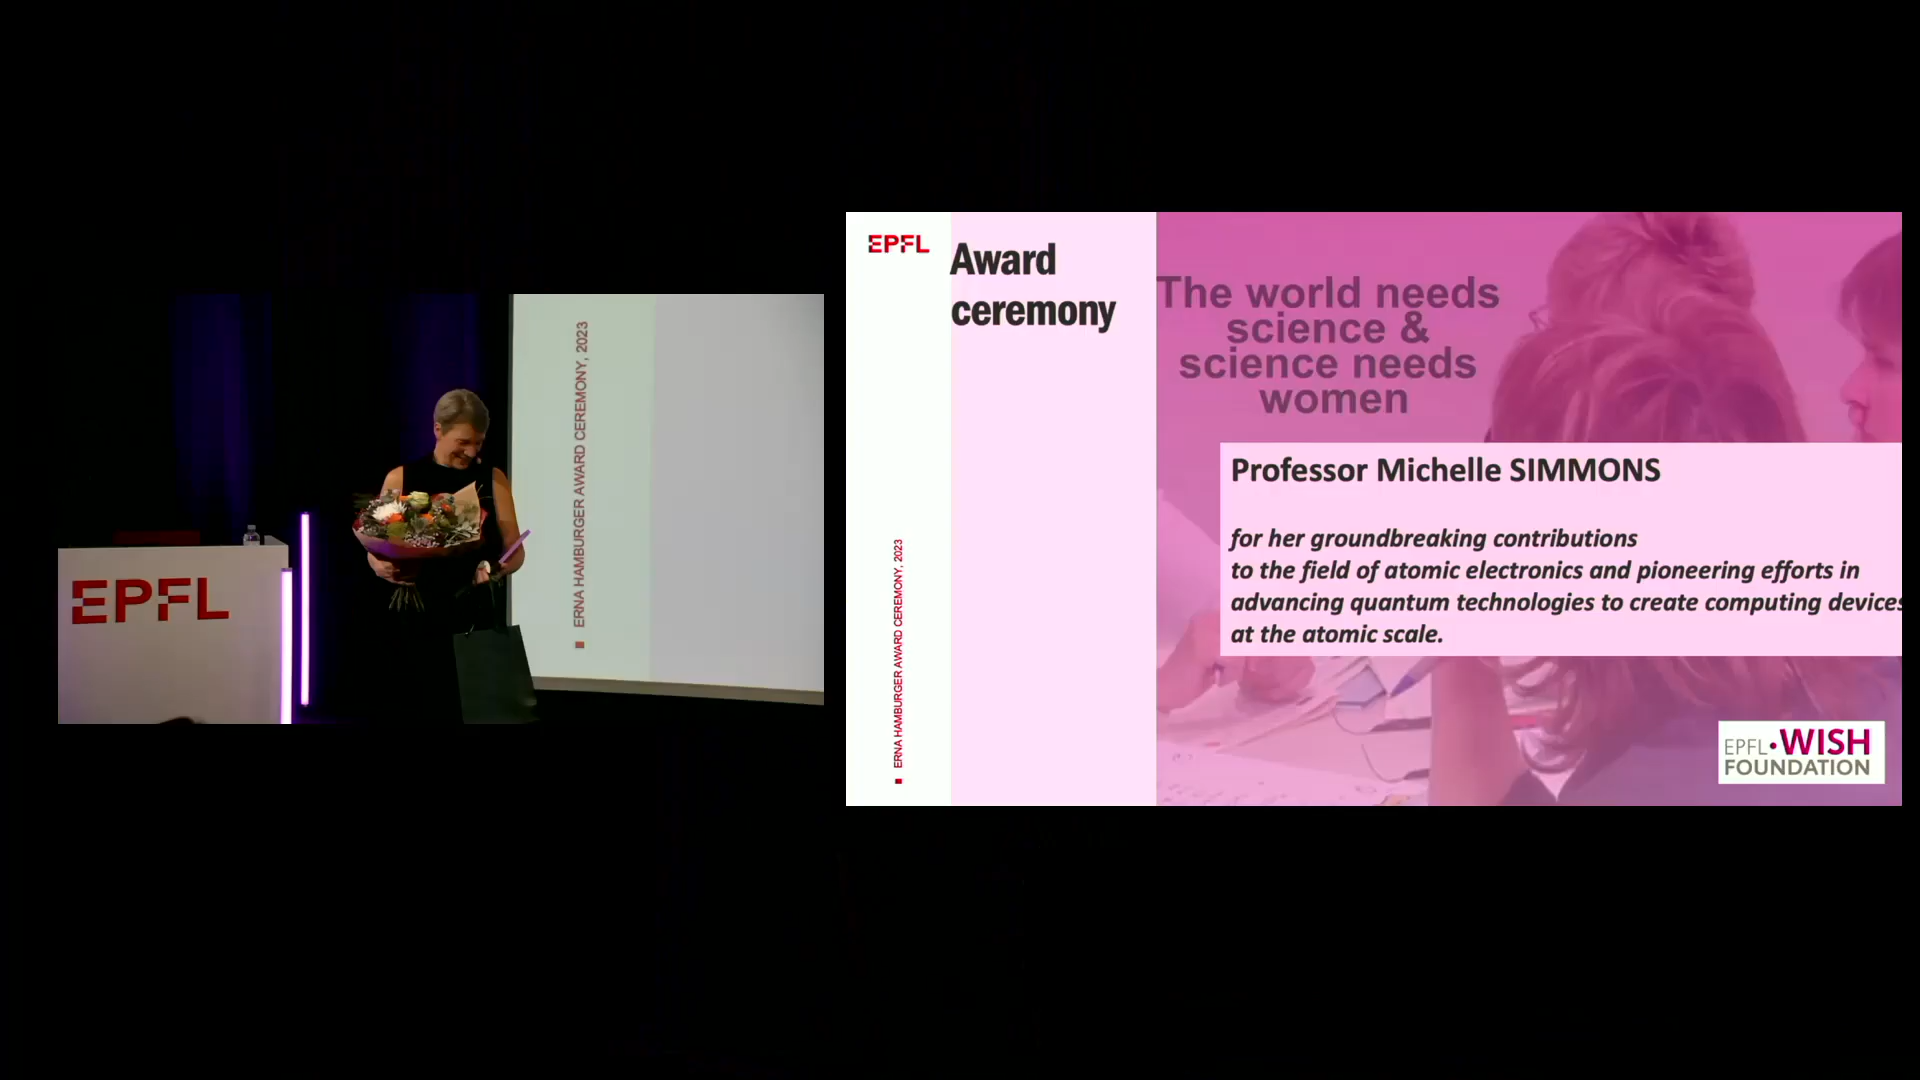 EPFL
ERNA HAMBURGER AWARD CEREMONY, 2023
EPFL
Award
ceremony
ERNA HAMBURGER AWARD CEREMONY, 2023
The world needs
science &
science needs
women
Professor Michelle SIMMONS
for her groundbreaking contributions
to the field of atomic electronics and pioneering efforts in
advancing quantum technologies to create computing devices
at the atomic scale.
EPFL•WISH
FOUNDATION